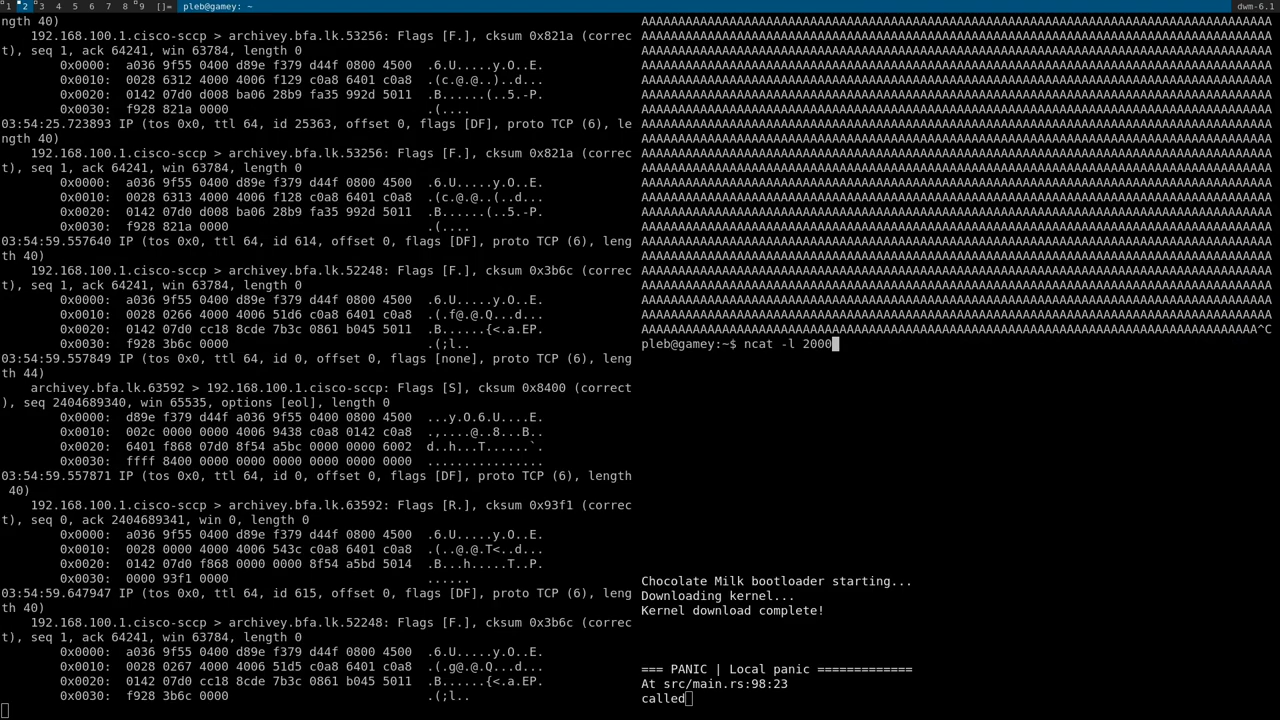 1 2 3 4 5 6 7 8 9 []= pleb@gamey: ~ dwm-6.1
ngth 40)
    192.168.100.1.cisco-sccp > archivey.bfa.lk.53256: Flags [F.], cksum 0x821a (correc
t), seq 1, ack 64241, win 63784, length 0
        0x0000:  a036 9f55 0400 d89e f379 d44f 0800 4500  .6.U.....y.O..E.
        0x0010:  0028 6312 4000 4006 f129 c0a8 6401 c0a8  .(c.@.@..)..d...
        0x0020:  0142 07d0 d008 ba06 28b9 fa35 992d 5011  .B......(..5.-P.
        0x0030:  f928 821a 0000                           .(....
03:54:25.723893 IP (tos 0x0, ttl 64, id 25363, offset 0, flags [DF], proto TCP (6), le
ngth 40)
    192.168.100.1.cisco-sccp > archivey.bfa.lk.53256: Flags [F.], cksum 0x821a (correc
t), seq 1, ack 64241, win 63784, length 0
        0x0000:  a036 9f55 0400 d89e f379 d44f 0800 4500  .6.U.....y.O..E.
        0x0010:  0028 6313 4000 4006 f128 c0a8 6401 c0a8  .(c.@.@..(..d...
        0x0020:  0142 07d0 d008 ba06 28b9 fa35 992d 5011  .B......(..5.-P.
        0x0030:  f928 821a 0000                           .(....
03:54:59.557640 IP (tos 0x0, ttl 64, id 614, offset 0, flags [DF], proto TCP (6), leng
th 40)
    192.168.100.1.cisco-sccp > archivey.bfa.lk.52248: Flags [F.], cksum 0x3b6c (correc
t), seq 1, ack 64241, win 63784, length 0
        0x0000:  a036 9f55 0400 d89e f379 d44f 0800 4500  .6.U.....y.O..E.
        0x0010:  0028 0266 4000 4006 51d6 c0a8 6401 c0a8  .(.f@.@.Q...d...
        0x0020:  0142 07d0 cc18 8cde 7b3c 0861 b045 5011  .B......{<.a.EP.
        0x0030:  f928 3b6c 0000                           .(;l..
03:54:59.557849 IP (tos 0x0, ttl 64, id 0, offset 0, flags [none], proto TCP (6), leng
th 44)
    archivey.bfa.lk.63592 > 192.168.100.1.cisco-sccp: Flags [S], cksum 0x8400 (correct
), seq 2404689340, win 65535, options [eol], length 0
        0x0000:  d89e f379 d44f a036 9f55 0400 0800 4500  ...y.O.6.U....E.
        0x0010:  002c 0000 0000 4006 9438 c0a8 0142 c0a8  .,....@..8...B..
        0x0020:  6401 f868 07d0 8f54 a5bc 0000 0000 6002  d..h...T......`.
        0x0030:  ffff 8400 0000 0000 0000 0000 0000 0000  ................
03:54:59.557871 IP (tos 0x0, ttl 64, id 0, offset 0, flags [DF], proto TCP (6), length
 40)
    192.168.100.1.cisco-sccp > archivey.bfa.lk.63592: Flags [R.], cksum 0x93f1 (correc
t), seq 0, ack 2404689341, win 0, length 0
        0x0000:  a036 9f55 0400 d89e f379 d44f 0800 4500  .6.U.....y.O..E.
        0x0010:  0028 0000 4000 4006 543c c0a8 6401 c0a8  .(..@.@.T<..d...
        0x0020:  0142 07d0 f868 0000 0000 8f54 a5bd 5014  .B...h.....T..P.
        0x0030:  0000 93f1 0000                           ......
03:54:59.647947 IP (tos 0x0, ttl 64, id 615, offset 0, flags [DF], proto TCP (6), leng
th 40)
    192.168.100.1.cisco-sccp > archivey.bfa.lk.52248: Flags [F.], cksum 0x3b6c (correc
t), seq 1, ack 64241, win 63784, length 0
        0x0000:  a036 9f55 0400 d89e f379 d44f 0800 4500  .6.U.....y.O..E.
        0x0010:  0028 0267 4000 4006 51d5 c0a8 6401 c0a8  .(.g@.@.Q...d...
        0x0020:  0142 07d0 cc18 8cde 7b3c 0861 b045 5011  .B......{<.a.EP.
        0x0030:  f928 3b6c 0000                           .(;l..
^C
pleb@gamey:~$ ncat -l 2000
Chocolate Milk bootloader starting...
Downloading kernel...
Kernel download complete!
=== PANIC | Local panic =============
At src/main.rs:98:23
called